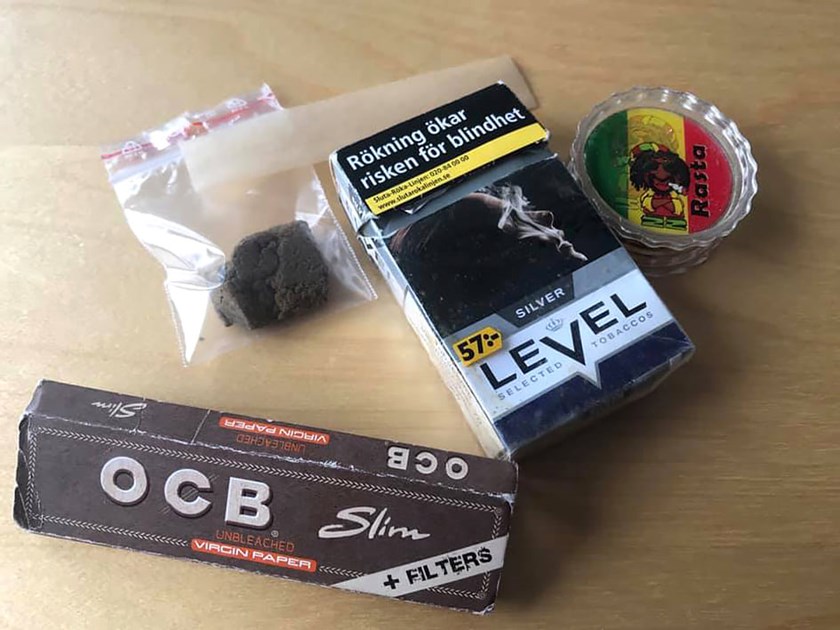 Rökning ökar
risken för blindhet
Sluta-Röka-Linjen: 020-84 00 00
www.slutarokalinjen.se
SILVER
57:-
LEVEL
SELECTED TOBACCOS
Rasta
Slim
UNBLEACHED
VIRGIN PAPER
OCB
OCB
Slim
UNBLEACHED
VIRGIN PAPER
+ FILTERS